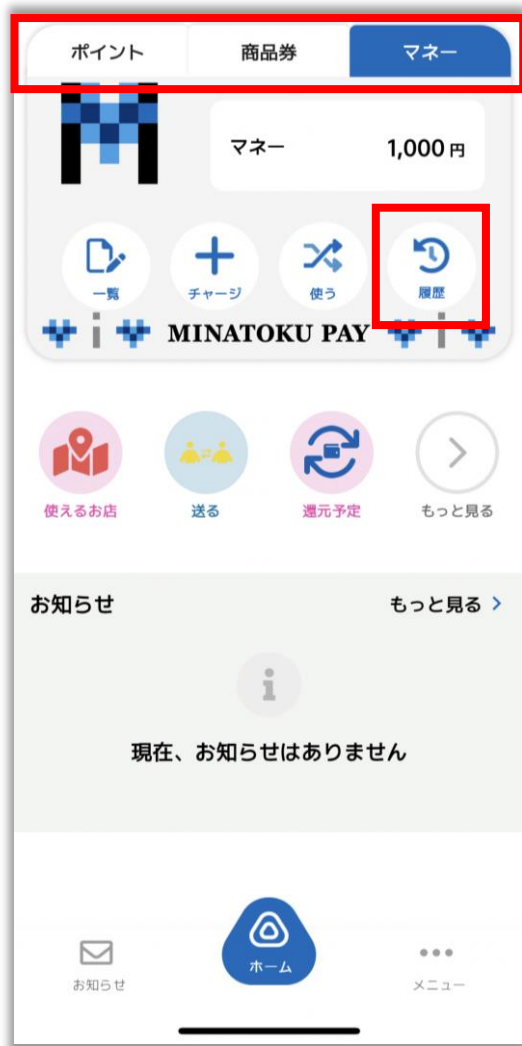 ポイント 商品券 マネー
マネー 1,000 円
一覧 チャージ 使う 履歴
MINATOKU PAY
使えるお店 送る 還元予定 もっと見る
お知らせ もっと見る
現在、お知らせはありません
ホーム
お知らせ メニュー